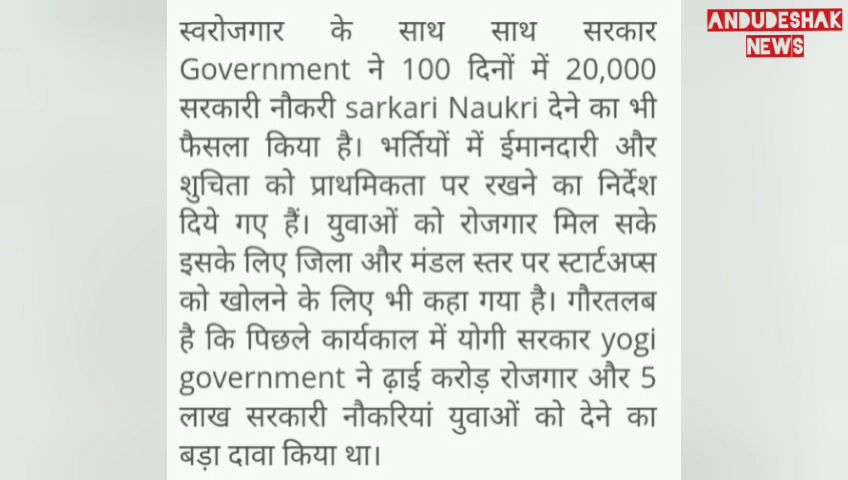 स्वरोजगार के साथ साथ सरकार
Government ने 100 दिनों में 20,000
सरकारी नौकरी sarkari Naukri देने का भी
फैसला किया है। भर्तियों में ईमानदारी और
शुचिता को प्राथमिकता पर रखने का निर्देश
दिये गए हैं। युवाओं को रोजगार मिल सके
इसके लिए जिला और मंडल स्तर पर स्टार्टअप्स
को खोलने के लिए भी कहा गया है। गौरतलब
है कि पिछले कार्यकाल में योगी सरकार yogi
government ने ढ़ाई करोड़ रोजगार और 5
लाख सरकारी नौकरियां युवाओं को देने का
बड़ा दावा किया था।
ANDUDESHAK
NEWS